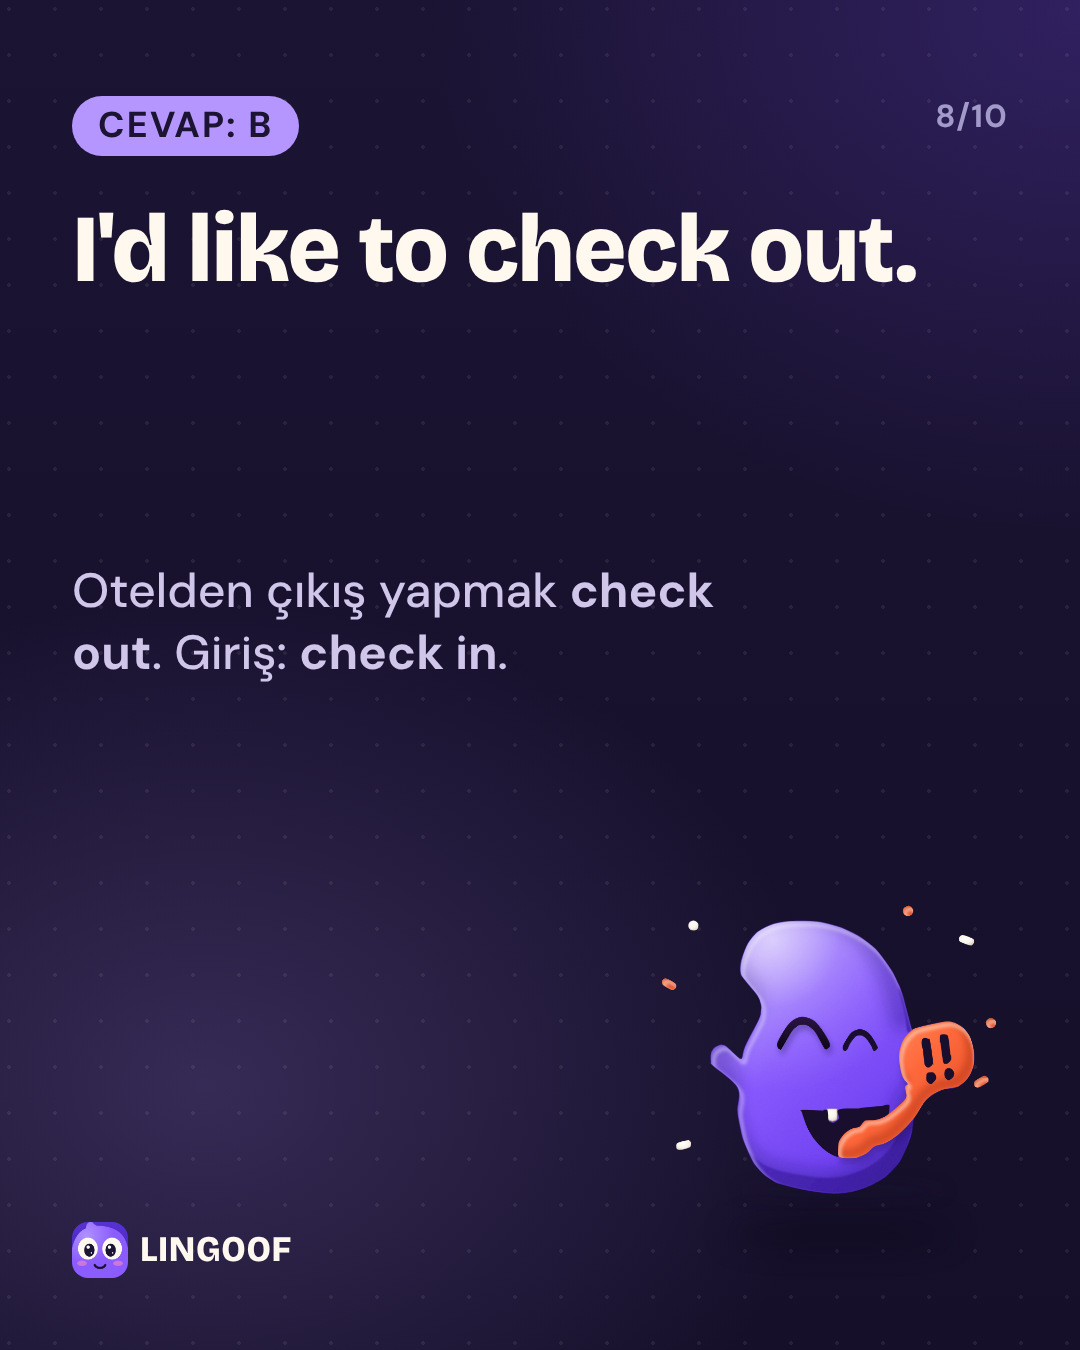 CEVAP: B
8/10
I'd like to check out.
Otelden çıkış yapmak check
out. Giriş: check in.
!!
LINGOOF